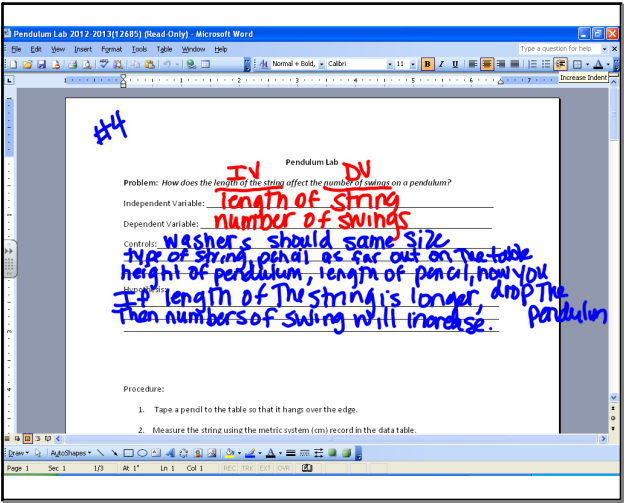 Pendulum Lab 2012-2013(12685) (Read-Only) - Microsoft Word
File Edit View Insert Format Tools Table Window Help
Type a question for help
Normal + Bold, Calibri 11 B I U
Increase Indent
#4
Pendulum Lab
IV DV
Problem: How does the length of the string affect the number of swings on a pendulum?
Independent Variable: length of string
Dependent Variable: number of swings
Controls: washers should same size
type of string, pencil as far out on the table
height of pendulum, length of pencil, how you
drop the
pendulum
Hypothesis:
If length of the string is longer,
then numbers of swing will increase.
Procedure:
1. Tape a pencil to the table so that it hangs over the edge.
2. Measure the string using the metric system (cm) record in the data table.
Draw AutoShapes
Page 1 Sec 1 1/3 At 1" Ln 1 Col 1 REC TRK EXT OVR